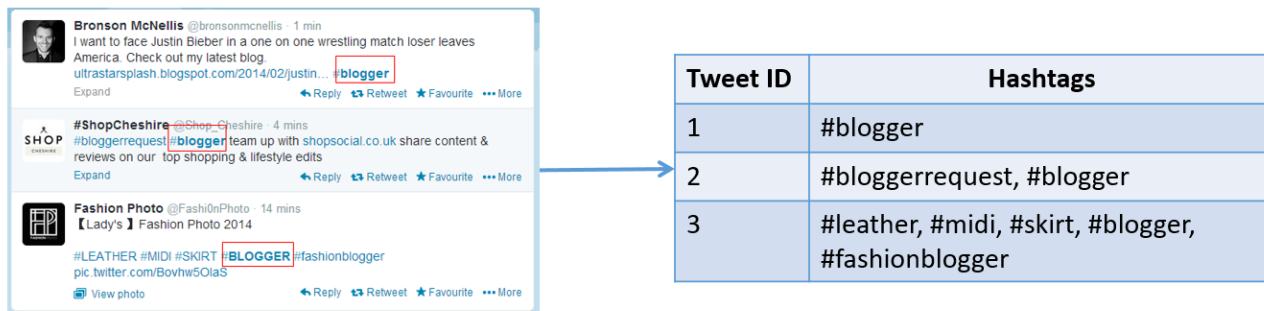 Bronson McNellis @bronsonmcnellis · 1 min
I want to face Justin Bieber in a one on one wrestling match loser leaves
America. Check out my latest blog.
ultrastarsplash.blogspot.com/2014/02/justin… #blogger
Expand
Reply Retweet Favourite More
SHOP
CHESHIRE
#ShopCheshire @Shop_Cheshire · 4 mins
#bloggerrequest #blogger team up with shopsocial.co.uk share content &
reviews on our top shopping & lifestyle edits
Expand
Reply Retweet Favourite More
Fashion Photo @Fashi0nPhoto · 14 mins
【Lady's 】Fashion Photo 2014
#LEATHER #MIDI #SKIRT #BLOGGER #fashionblogger
pic.twitter.com/Bovhw5OlaS
View photo
Reply Retweet Favourite More
Tweet ID Hashtags
1 #blogger
2 #bloggerrequest, #blogger
3 #leather, #midi, #skirt, #blogger,
#fashionblogger